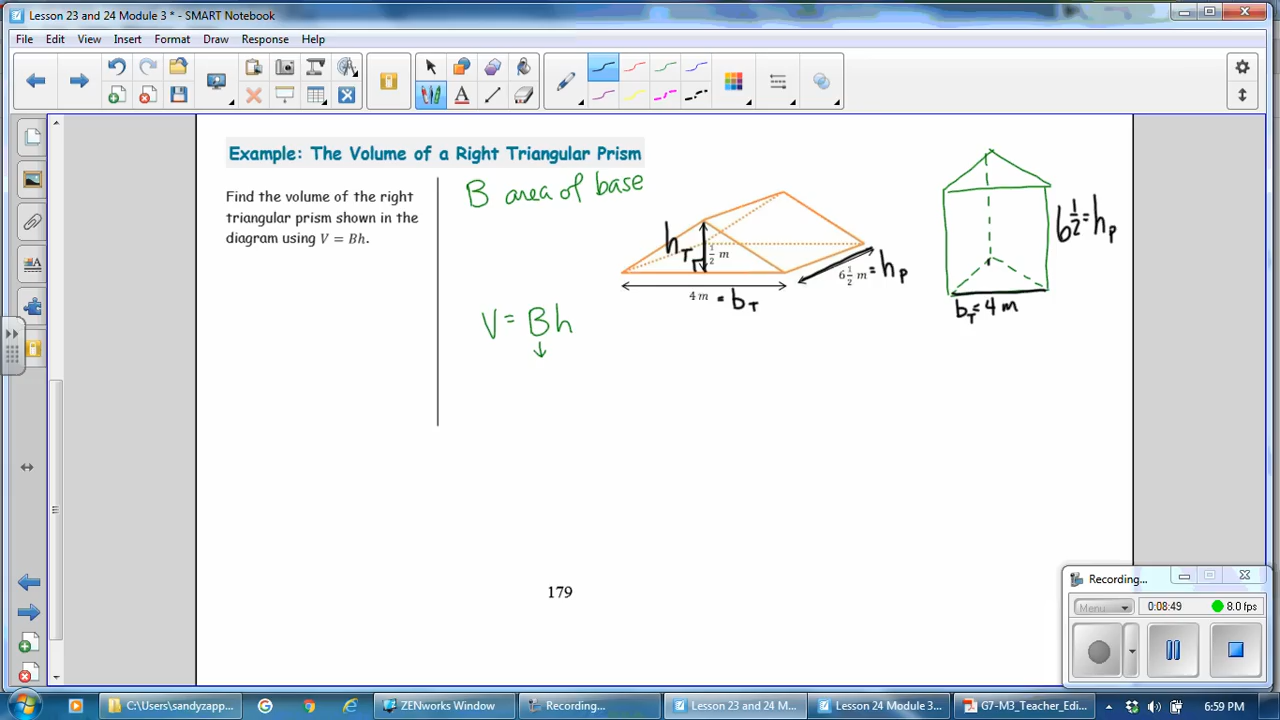 Lesson 23 and 24 Module 3 * - SMART Notebook
File Edit View Insert Format Draw Response Help
Example: The Volume of a Right Triangular Prism
Find the volume of the right
triangular prism shown in the
diagram using V = Bh.
B area of base
V = Bh
h_T
1/2 m
4 m = b_T
6 1/2 m = h_P
6 1/2 = h_P
b_T = 4 m
179
Recording...
Menu
0:08:49
8.0 fps
C:\Users\sandyzapp...
ZENworks Window
Recording...
Lesson 23 and 24 M...
Lesson 24 Module 3...
G7-M3_Teacher_Edi...
6:59 PM